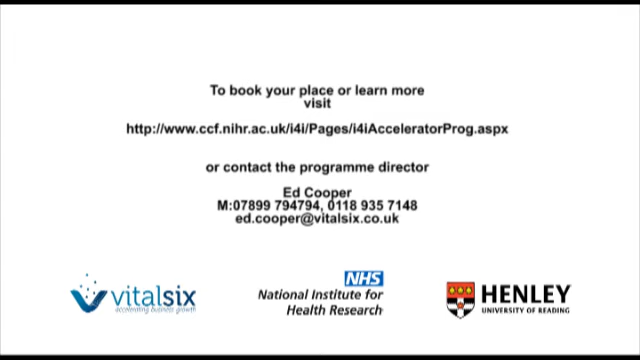 To book your place or learn more
visit
http://www.ccf.nihr.ac.uk/i4i/Pages/i4iAcceleratorProg.aspx
or contact the programme director
Ed Cooper
M:07899 794794, 0118 935 7148
ed.cooper@vitalsix.co.uk
vitalsix
accelerating business growth
NHS
National Institute for
Health Research
HENLEY
UNIVERSITY OF READING